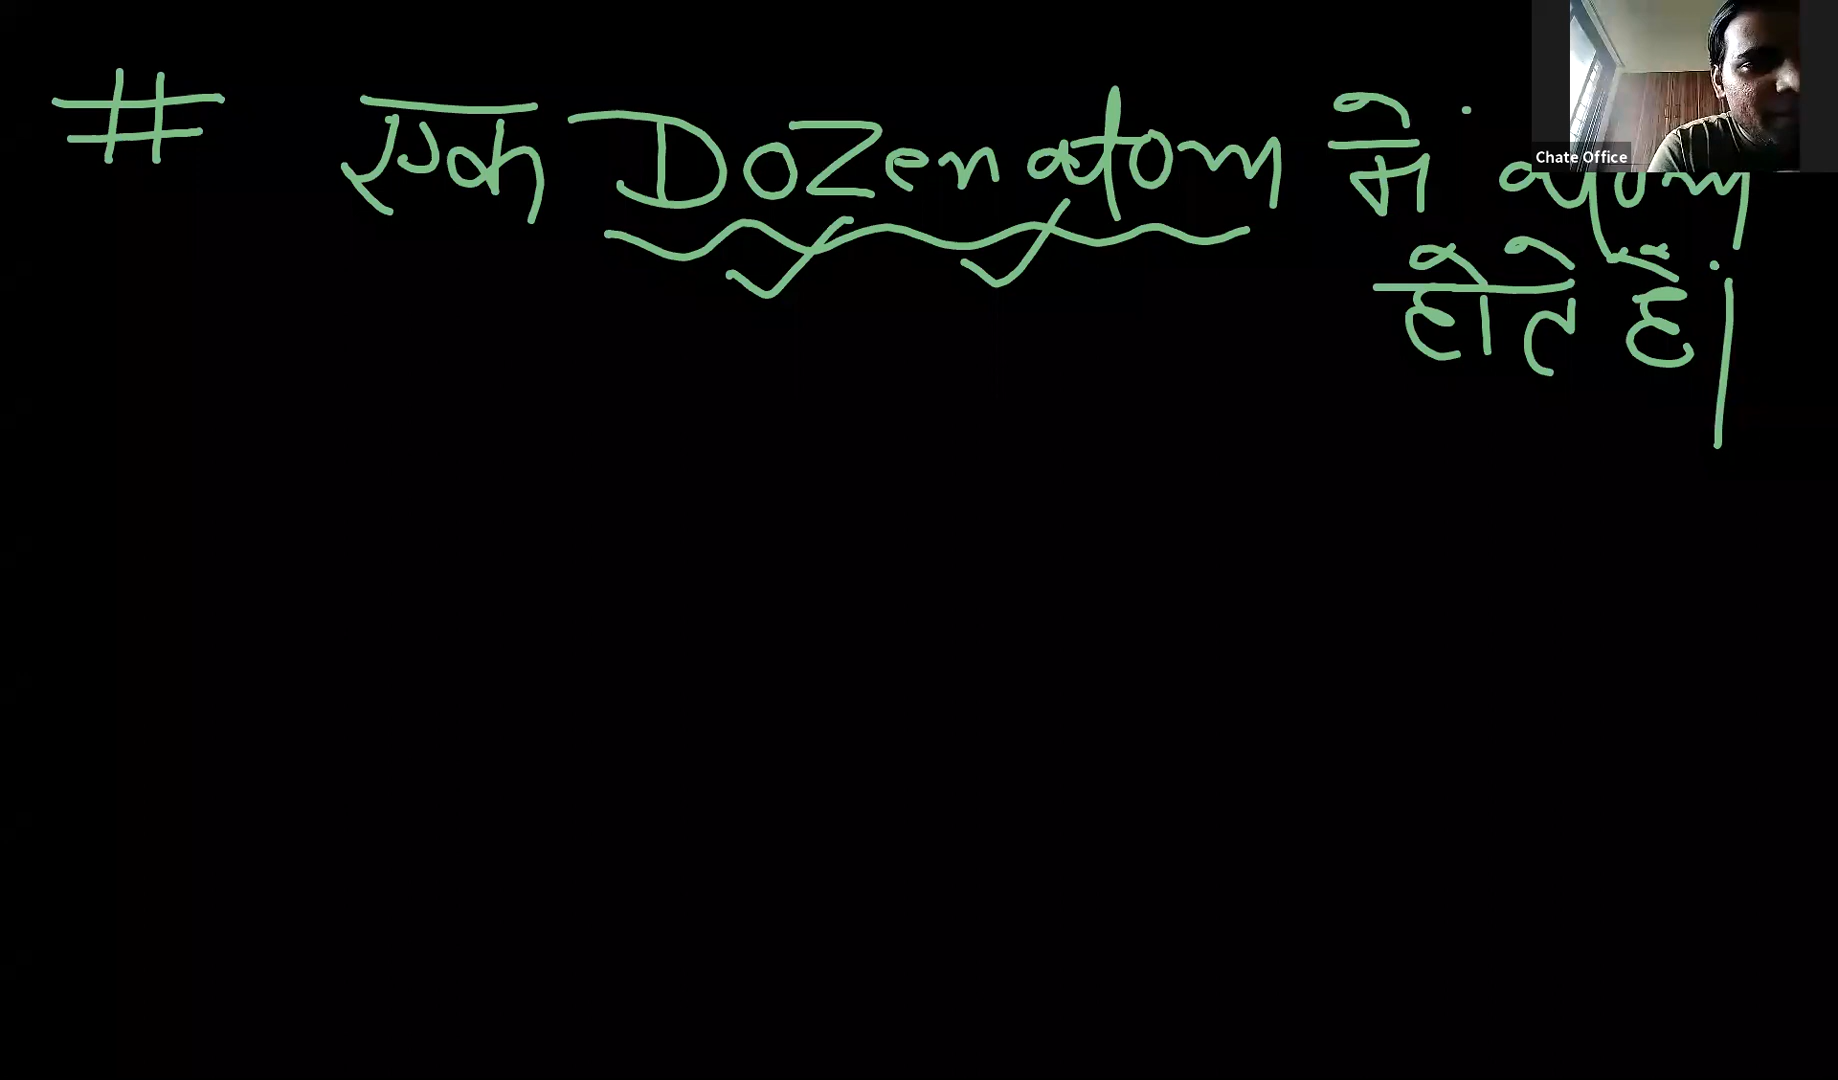 # एक Dozen atom में atom
होते हैं|
Chate Office